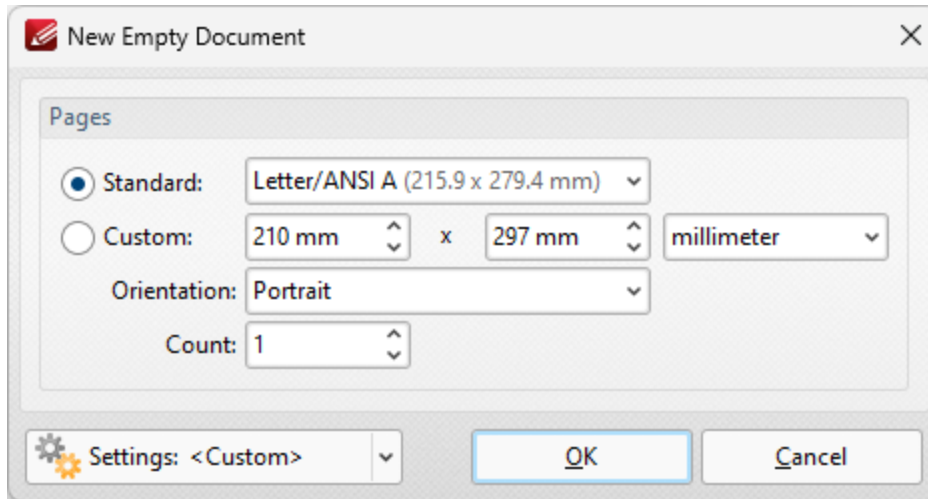 New Empty Document
Pages
Standard: Letter/ANSI A (215.9 x 279.4 mm)
Custom: 210 mm x 297 mm millimeter
Orientation: Portrait
Count: 1
Settings: <Custom> OK Cancel